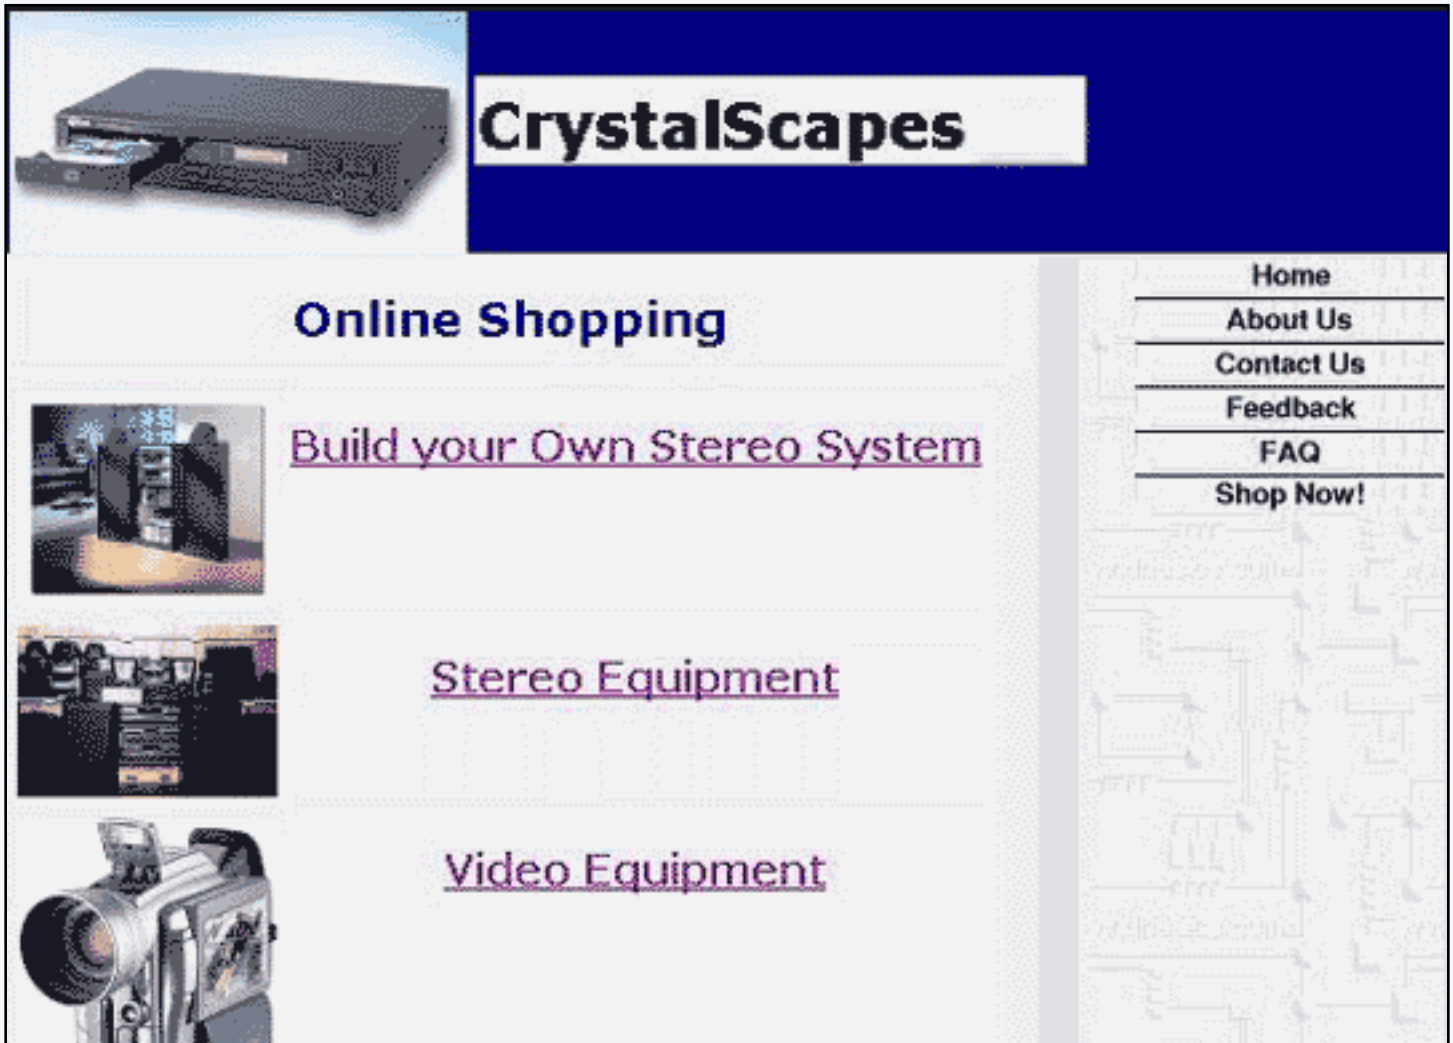 CrystalScapes
Online Shopping
Build your Own Stereo System
Stereo Equipment
Video Equipment
Home
About Us
Contact Us
Feedback
FAQ
Shop Now!